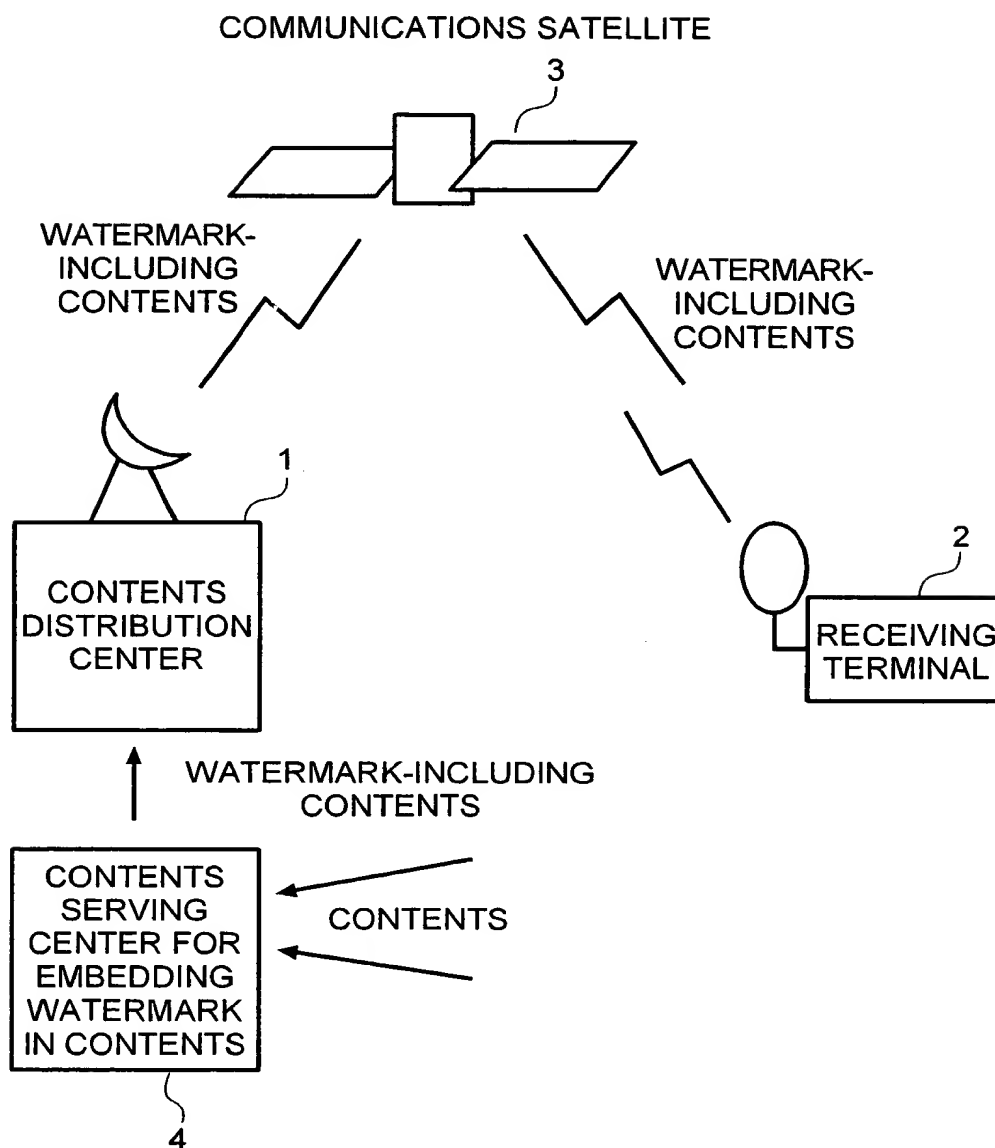 COMMUNICATIONS SATELLITE
3
WATERMARK-
INCLUDING
CONTENTS
WATERMARK-
INCLUDING
CONTENTS
1
CONTENTS
DISTRIBUTION
CENTER
2
RECEIVING
TERMINAL
WATERMARK-INCLUDING
CONTENTS
CONTENTS
SERVING
CENTER FOR
EMBEDDING
WATERMARK
IN CONTENTS
CONTENTS
4